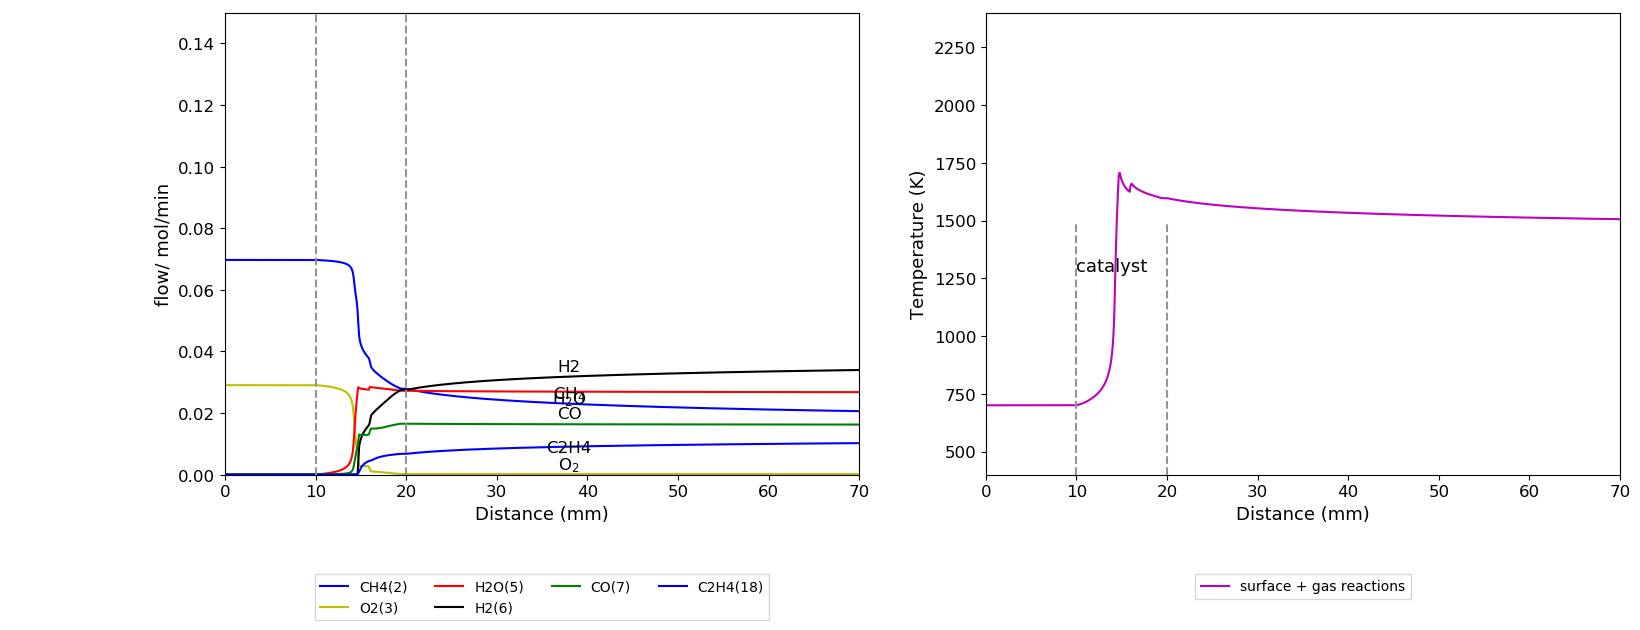 0.14
0.12
0.10
0.08
0.06
0.04
0.02
0.00
flow/ mol/min
H2
CH4
H2O
CO
C2H4
O2
0 10 20 30 40 50 60 70
Distance (mm)
CH4(2) H2O(5) CO(7) C2H4(18)
O2(3) H2(6)
2250
2000
1750
1500
1250
1000
750
500
Temperature (K)
catalyst
0 10 20 30 40 50 60 70
Distance (mm)
surface + gas reactions